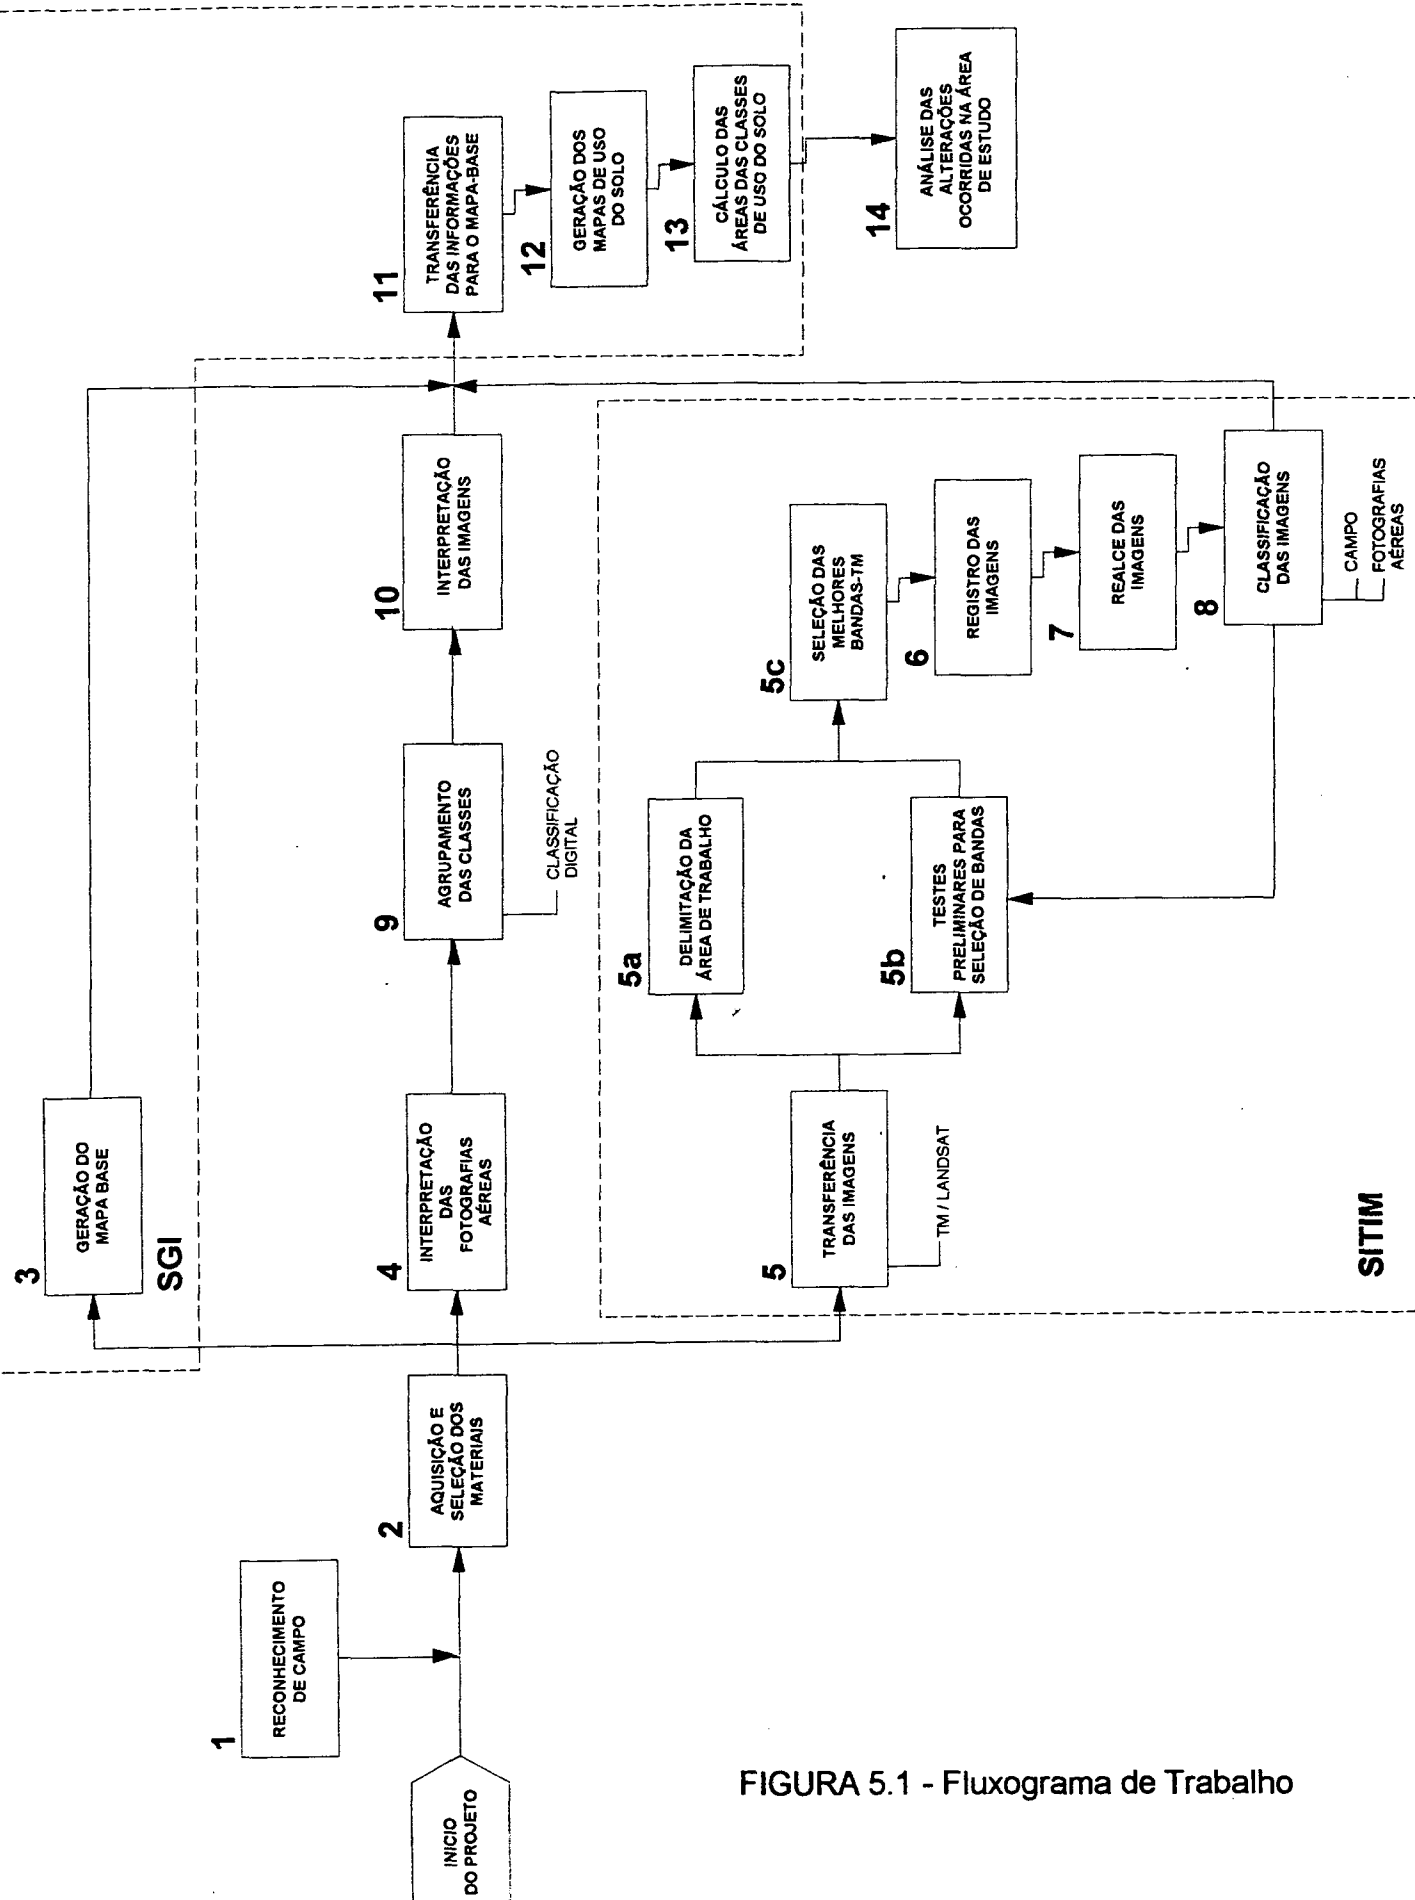 INICIO
DO PROJETO
1
RECONHECIMENTO
DE CAMPO
2
AQUISIÇÃO E
SELEÇÃO DOS
MATERIAIS
3
GERAÇÃO DO
MAPA BASE
SGI
4
INTERPRETAÇÃO
DAS
FOTOGRAFIAS
AÉREAS
5
TRANSFERÊNCIA
DAS IMAGENS
TM / LANDSAT
5a
DELIMITAÇÃO DA
ÁREA DE TRABALHO
5b
TESTES
PRELIMINARES PARA
SELEÇÃO DE BANDAS
5c
SELEÇÃO DAS
MELHORES
BANDAS-TM
6
REGISTRO DAS
IMAGENS
7
REALCE DAS
IMAGENS
8
CLASSIFICAÇÃO
DAS IMAGENS
CAMPO
FOTOGRAFIAS
AÉREAS
SITIM
9
AGRUPAMENTO
DAS CLASSES
CLASSIFICAÇÃO
DIGITAL
10
INTERPRETAÇÃO
DAS IMAGENS
11
TRANSFERÊNCIA
DAS INFORMAÇÕES
PARA O MAPA-BASE
12
GERAÇÃO DOS
MAPAS DE USO
DO SOLO
13
CÁLCULO DAS
ÁREAS DAS CLASSES
DE USO DO SOLO
14
ANÁLISE DAS
ALTERAÇÕES
OCORRIDAS NA ÁREA
DE ESTUDO
FIGURA 5.1 - Fluxograma de Trabalho